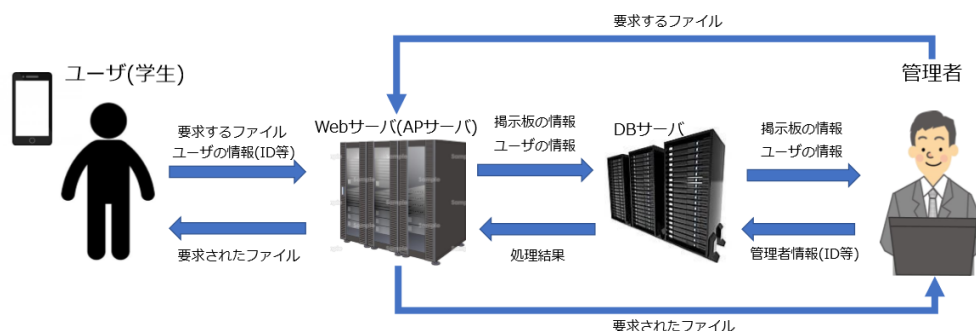 要求するファイル
ユーザ(学生)
管理者
Webサーバ(APサーバ)
DBサーバ
要求するファイル
ユーザの情報(ID等)
掲示板の情報
ユーザの情報
掲示板の情報
ユーザの情報
要求されたファイル
処理結果
管理者情報(ID等)
要求されたファイル